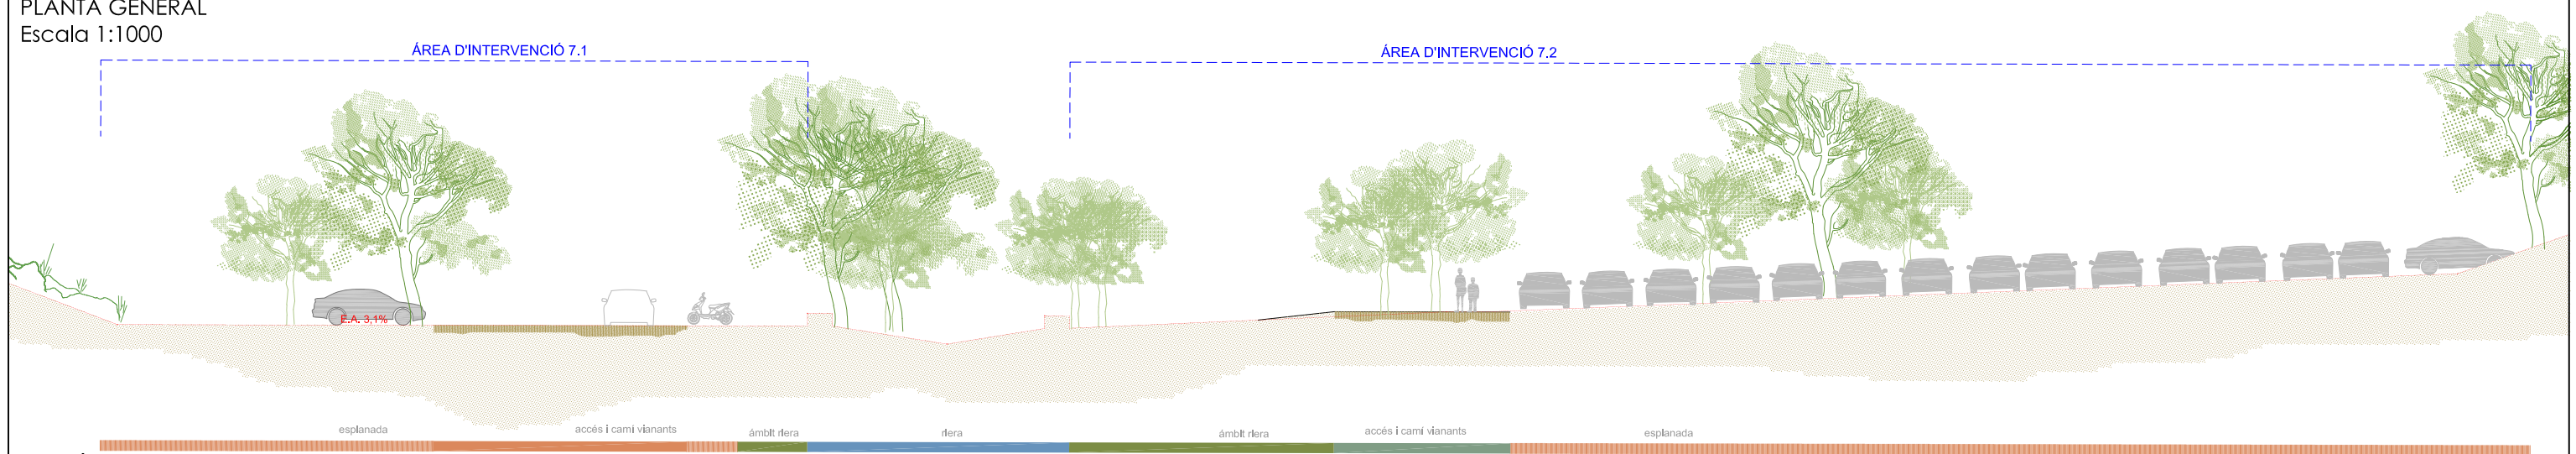 PLANTA GENERAL
Escala 1:1000
ÁREA D'INTERVENCIÓ 7.1
ÁREA D'INTERVENCIÓ 7.2
E.A. 3,1%
esplanada
accés i camí vianants
àmbit riera
riera
àmbit riera
accés i camí vianants
esplanada